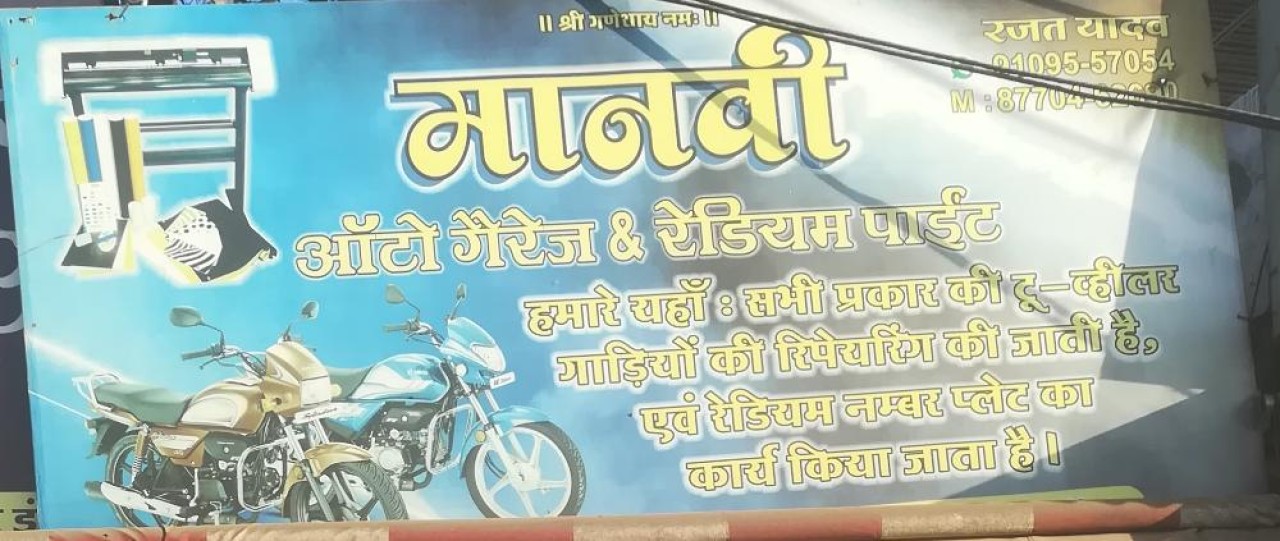 ॥ श्री गणेशाय नमः ॥
रजत यादव
91095-57054
M : 87704-
मानवी
ऑटो गैरेज & रेडियम पाईंट
हमारे यहाँ : सभी प्रकार की टू-व्हीलर
गाड़ियों की रिपेयरिंग की जाती है,
एवं रेडियम नम्बर प्लेट का
कार्य किया जाता है।